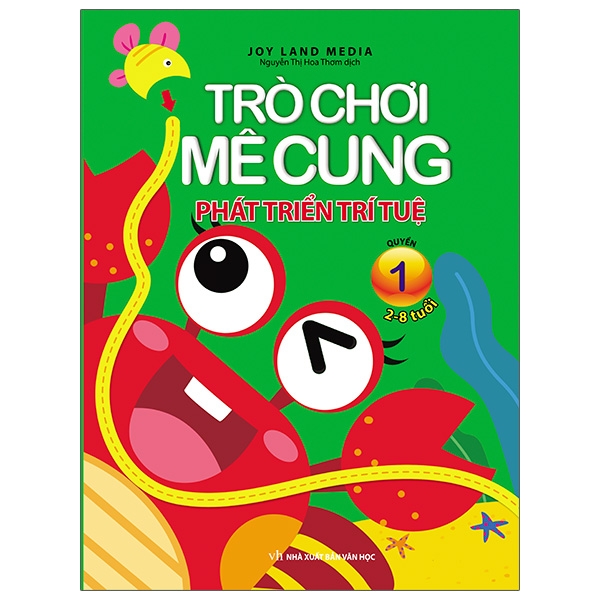 JOY LAND MEDIA
Nguyễn Thị Hoa Thơm dịch
TRÒ CHƠI
MÊ CUNG
PHÁT TRIỂN TRÍ TUỆ
QUYỂN
1
2-8 tuổi
vh NHÀ XUẤT BẢN VĂN HỌC